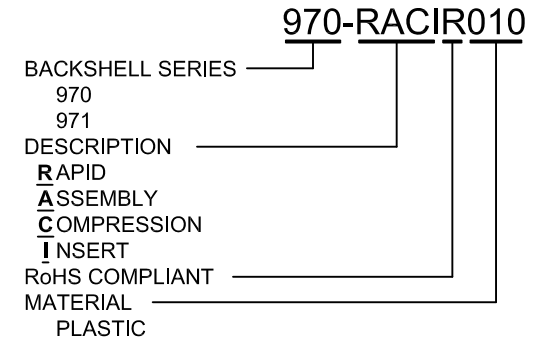 970-RACIR010
BACKSHELL SERIES
970
971
DESCRIPTION
RAPID
ASSEMBLY
COMPRESSION
INSERT
RoHS COMPLIANT
MATERIAL
PLASTIC